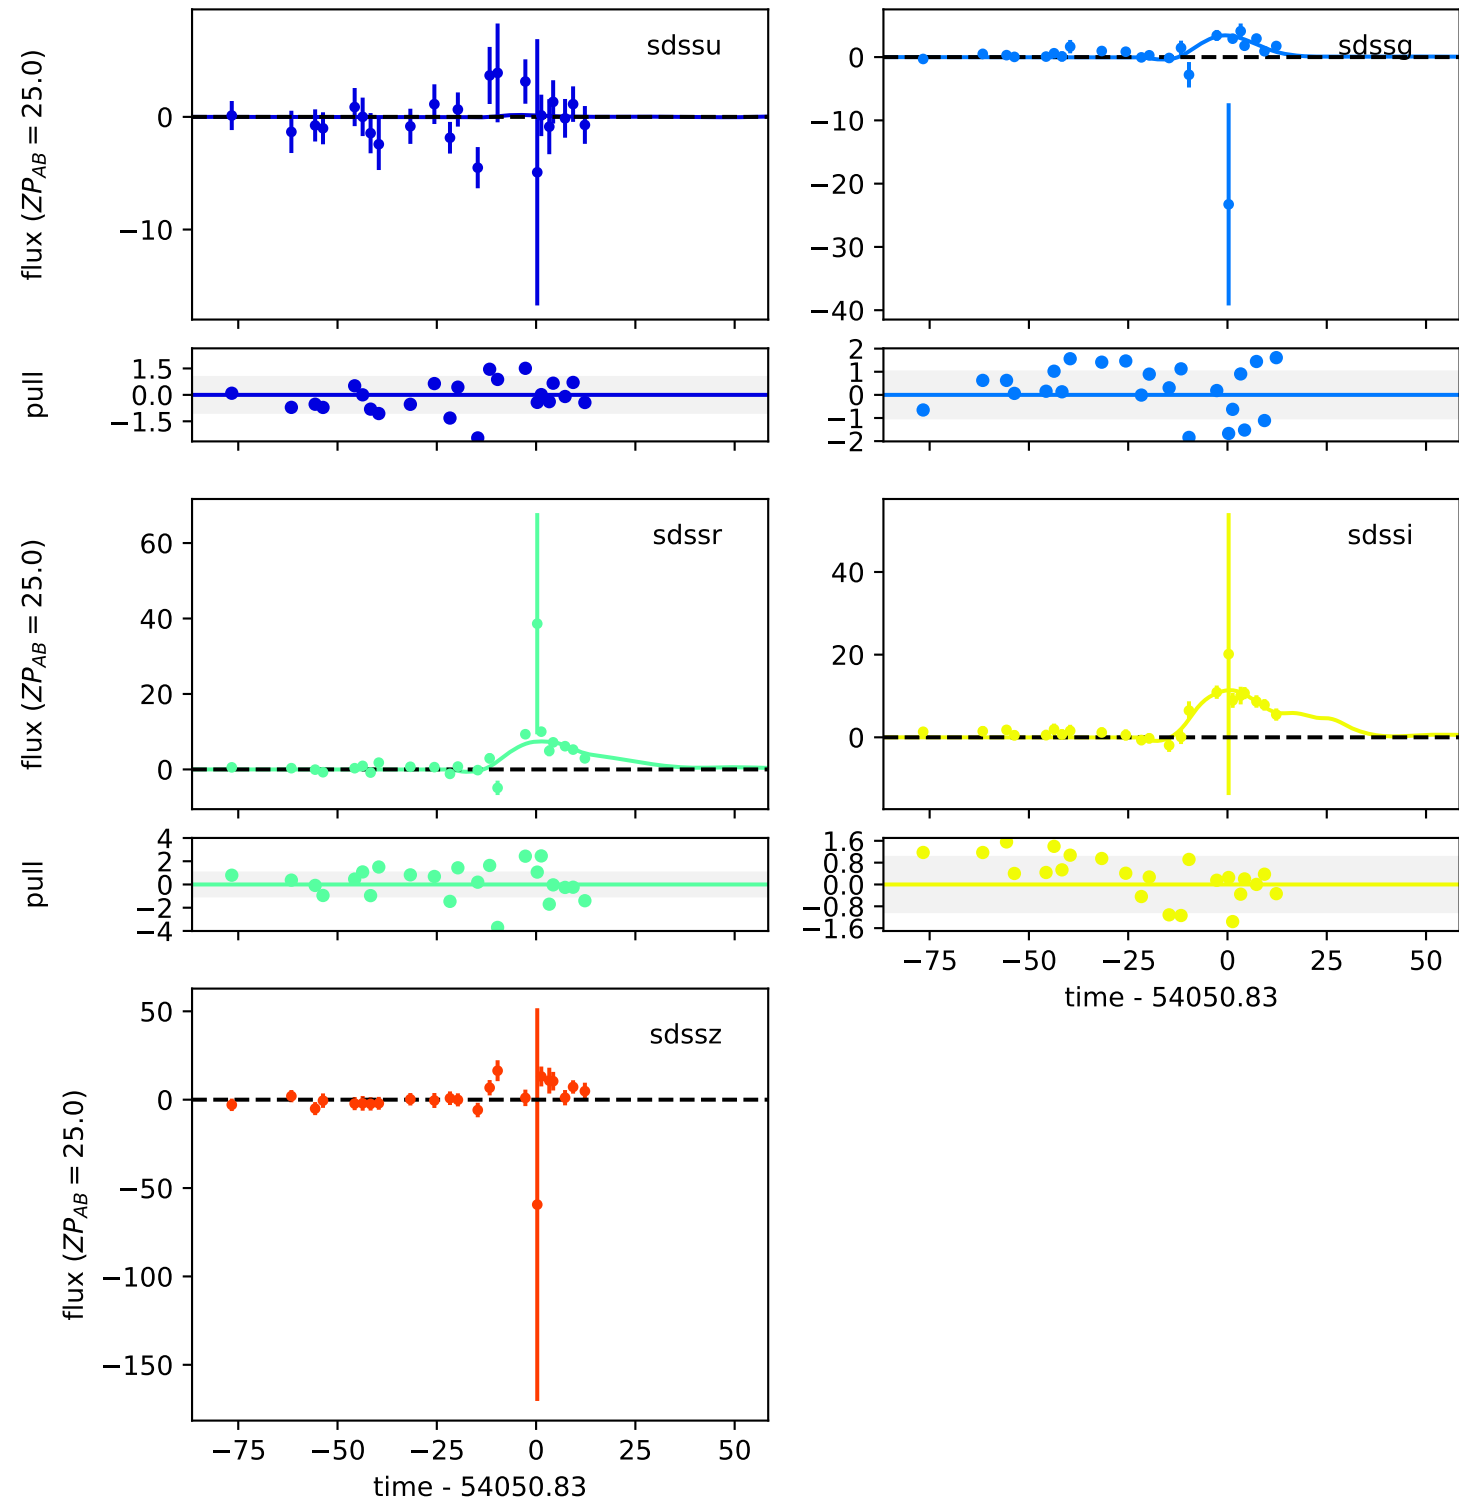 sdssu
flux (ZP_AB = 25.0)
0
−10
sdssg
0
−10
−20
−30
−40
pull
1.5
0.0
−1.5
2
1
0
−1
−2
sdssr
flux (ZP_AB = 25.0)
60
40
20
0
sdssi
40
20
0
pull
4
2
0
−2
−4
1.6
0.8
0.0
−0.8
−1.6
−75 −50 −25 0 25 50
time - 54050.83
sdssz
flux (ZP_AB = 25.0)
50
0
−50
−100
−150
−75 −50 −25 0 25 50
time - 54050.83